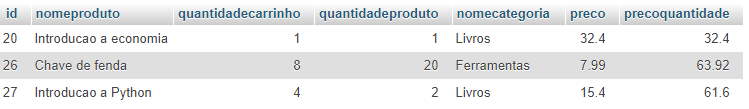 id nomeproduto quantidadecarrinho quantidadeproduto nomecategoria preco precoquantidade
20 Introducao a economia 1 1 Livros 32.4 32.4
26 Chave de fenda 8 20 Ferramentas 7.99 63.92
27 Introducao a Python 4 2 Livros 15.4 61.6